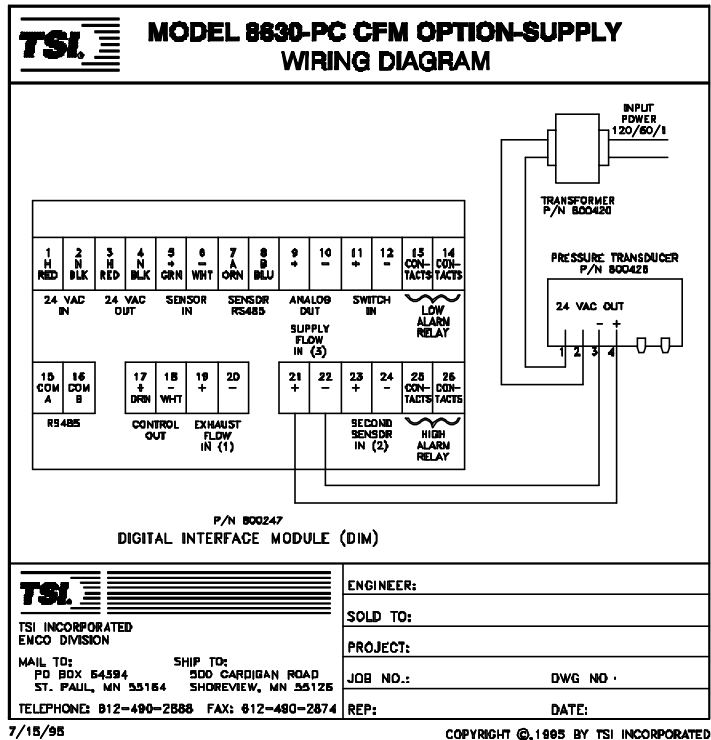 TSI
MODEL 8630-PC CFM OPTION-SUPPLY
WIRING DIAGRAM
INPUT
POWER
120/60/1
TRANSFORMER
P/N 800420
PRESSURE TRANSDUCER
P/N 800426
24 VAC OUT
- +
1 2 3 4
1 2 3 4 5 6 7 8 9 10 11 12 13 14
H N H N + - A B + - + - CON- CON-
RED BLK RED BLK GRN WHT ORN BLU TACTS TACTS
24 VAC IN
24 VAC OUT
SENSOR IN
SENSOR RS485
ANALOG OUT
SWITCH IN
LOW
ALARM
RELAY
SUPPLY
FLOW
IN (3)
15 16 17 18 19 20 21 22 23 24 25 26
COM COM + - + - + - + - CON- CON-
A B ORN WHT TACTS TACTS
RS485
CONTROL OUT
EXHAUST
FLOW
IN (1)
SECOND
SENSOR
IN (2)
HIGH
ALARM
RELAY
P/N 800247
DIGITAL INTERFACE MODULE (DIM)
TSI
TSI INCORPORATED
ENCO DIVISION
MAIL TO:
PO BOX 64394
ST. PAUL, MN 55164
SHIP TO:
500 CARDIGAN ROAD
SHOREVIEW, MN 55126
TELEPHONE: 612-490-2888 FAX: 612-490-2874
ENGINEER:
SOLD TO:
PROJECT:
JOB NO.: DWG NO.
REP: DATE:
7/15/95
COPYRIGHT ©, 1995 BY TSI INCORPORATED